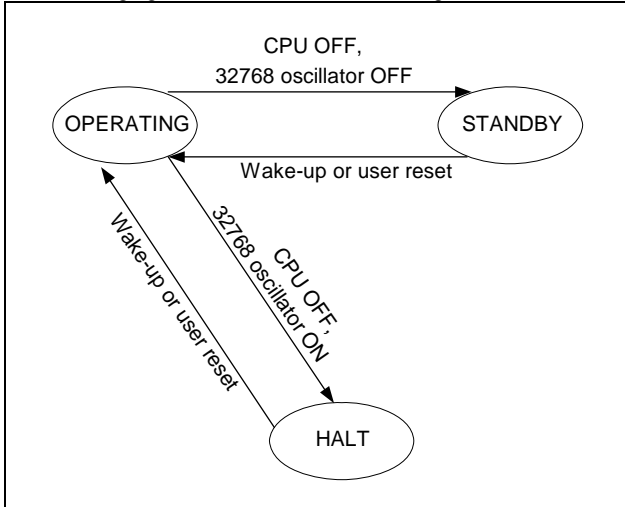 CPU OFF,
32768 oscillator OFF
OPERATING
STANDBY
Wake-up or user reset
CPU OFF,
32768 oscillator ON
Wake-up or user reset
HALT